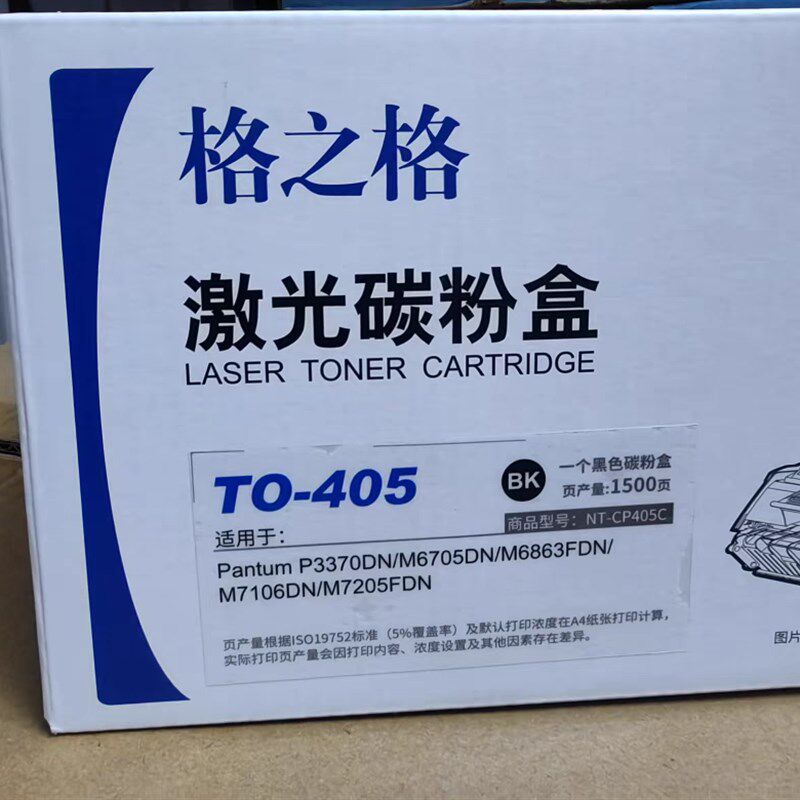 格之格
激光碳粉盒
LASER TONER CARTRIDGE
TO-405
BK
一个黑色碳粉盒
页产量:1500页
商品型号: NT-CP405C
适用于:
Pantum P3370DN/M6705DN/M6863FDN/
M7106DN/M7205FDN
页产量根据ISO19752标准（5%覆盖率）及默认打印浓度在A4纸张打印计算，
实际打印页产量会因打印内容、浓度设置及其他因素存在差异。
图片